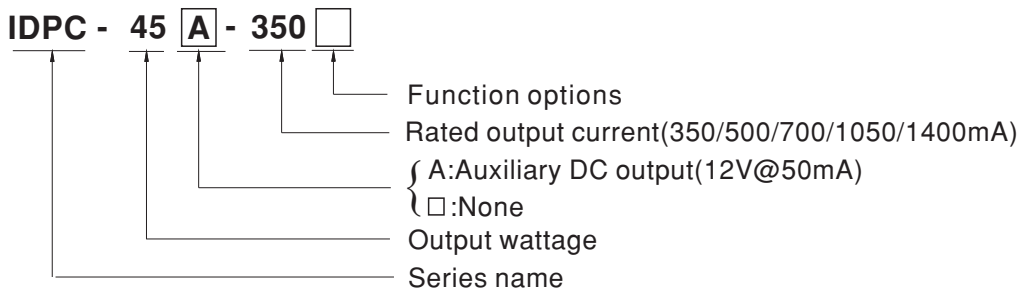 IDPC - 45 A - 350 □
Function options
Rated output current(350/500/700/1050/1400mA)
A:Auxiliary DC output(12V@50mA)
□:None
Output wattage
Series name